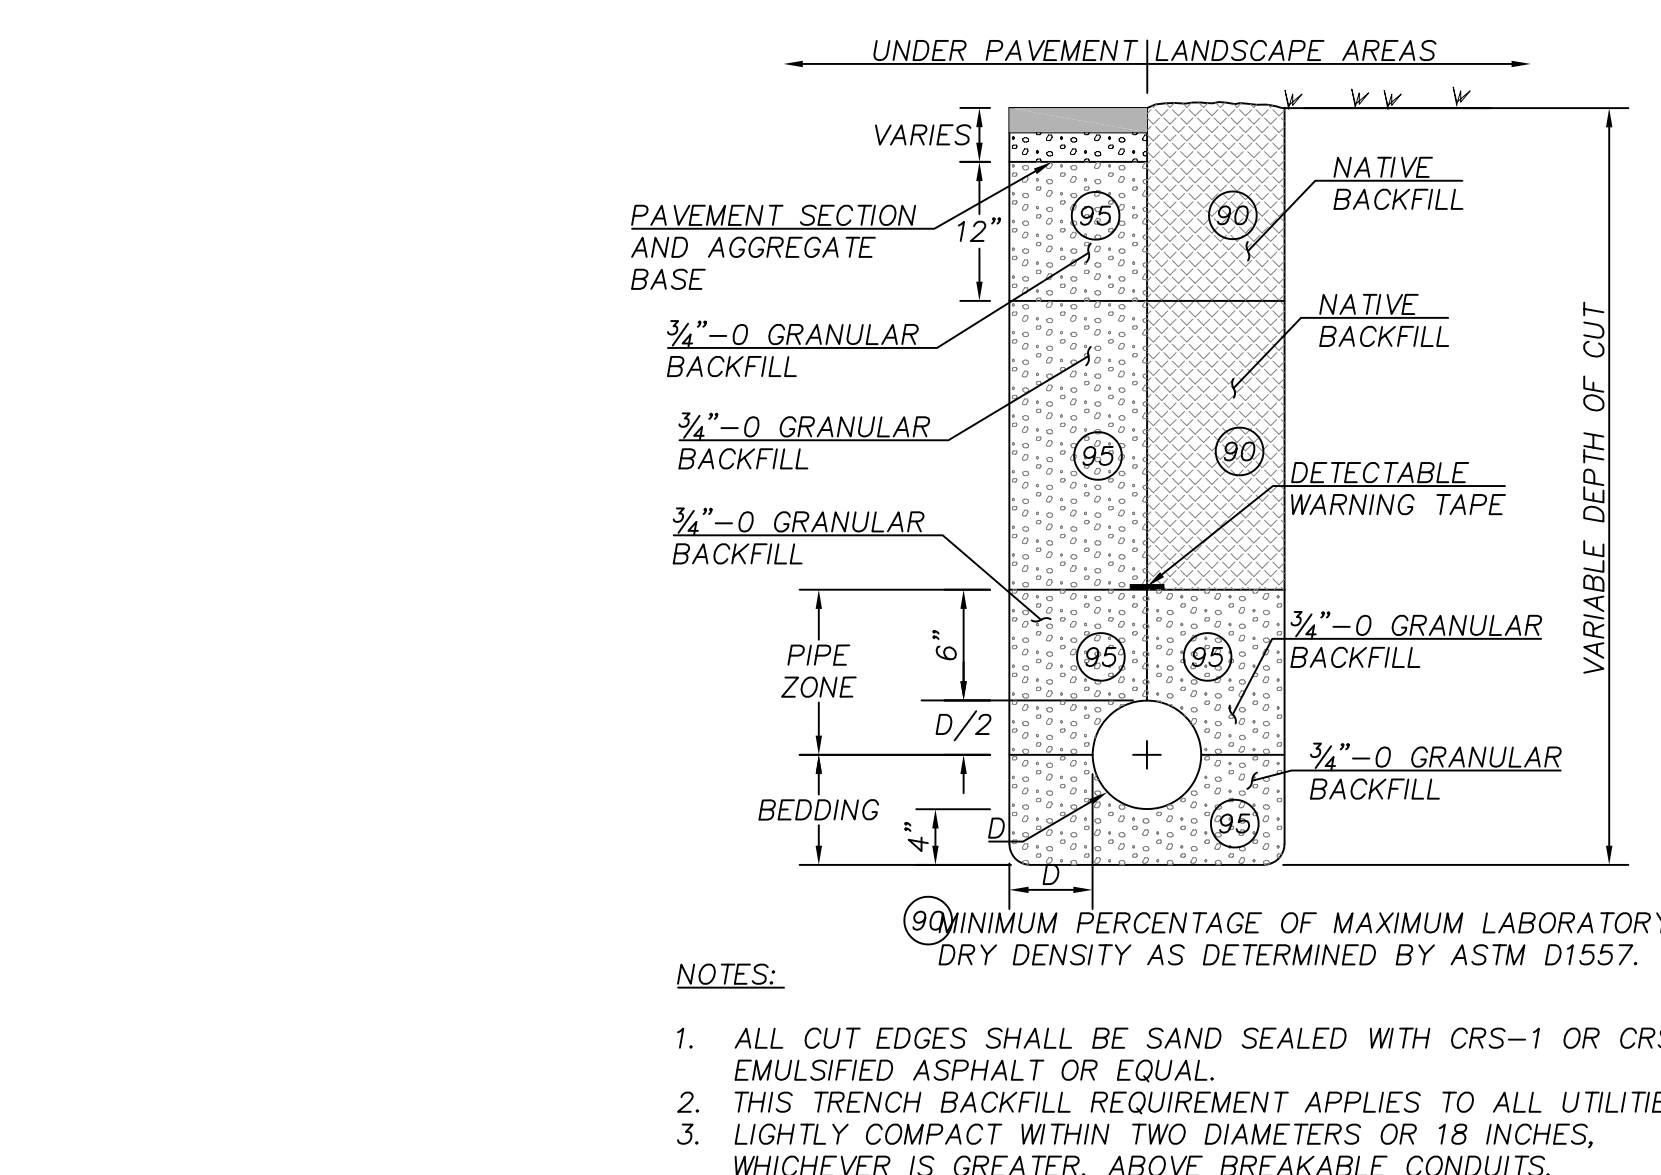 UNDER PAVEMENT LANDSCAPE AREAS
VARIES
NATIVE
BACKFILL
95
90
PAVEMENT SECTION
AND AGGREGATE
BASE
12"
NATIVE
BACKFILL
3/4"-0 GRANULAR
BACKFILL
3/4"-0 GRANULAR
BACKFILL
95
90
DETECTABLE
WARNING TAPE
VARIABLE DEPTH OF CUT
3/4"-0 GRANULAR
BACKFILL
PIPE
ZONE
6"
95
95
3/4"-0 GRANULAR
BACKFILL
D/2
3/4"-0 GRANULAR
BACKFILL
BEDDING
4"
D
95
D
90 MINIMUM PERCENTAGE OF MAXIMUM LABORATORY
DRY DENSITY AS DETERMINED BY ASTM D1557.
NOTES:
1. ALL CUT EDGES SHALL BE SAND SEALED WITH CRS-1 OR
EMULSIFIED ASPHALT OR EQUAL.
2. THIS TRENCH BACKFILL REQUIREMENT APPLIES TO ALL
3. LIGHTLY COMPACT WITHIN TWO DIAMETERS OR 18 INCHES,
WHICHEVER IS GREATER, ABOVE BREAKABLE CONDUITS.